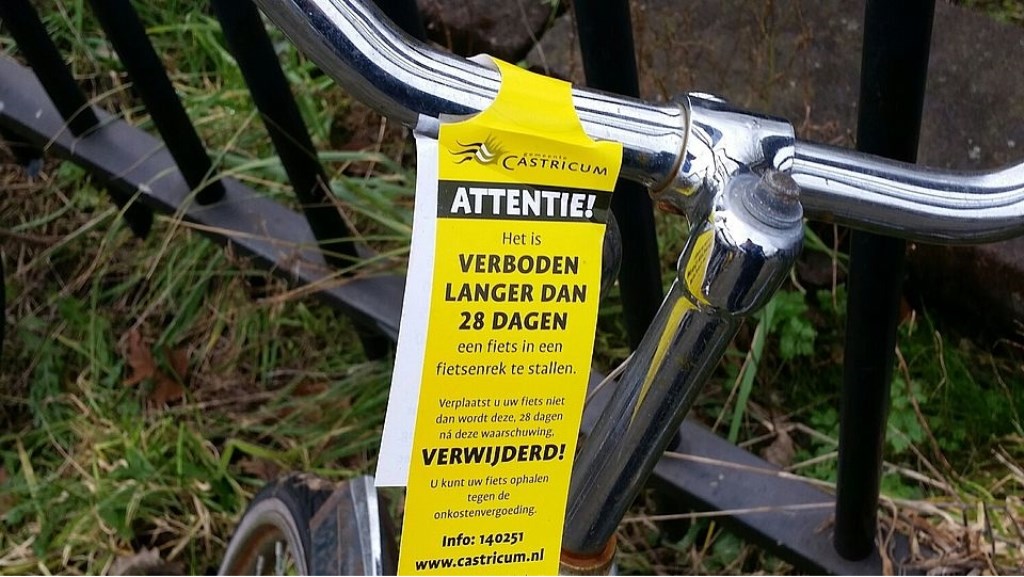 gemeente
CASTRICUM
ATTENTIE!
Het is
VERBODEN
LANGER DAN
28 DAGEN
een fiets in een
fietsenrek te stallen.
Verplaatst u uw fiets niet
dan wordt deze, 28 dagen
ná deze waarschuwing,
VERWIJDERD!
U kunt uw fiets ophalen
tegen de
onkostenvergoeding.
Info: 140251
www.castricum.nl